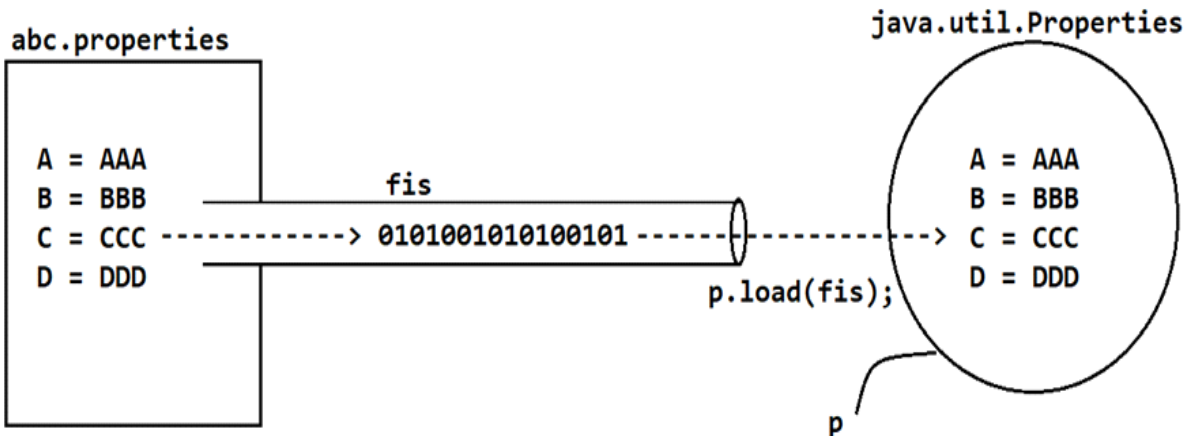 abc.properties
A = AAA
B = BBB
C = CCC
D = DDD
fis
0101001010100101
p.load(fis);
java.util.Properties
A = AAA
B = BBB
C = CCC
D = DDD
p